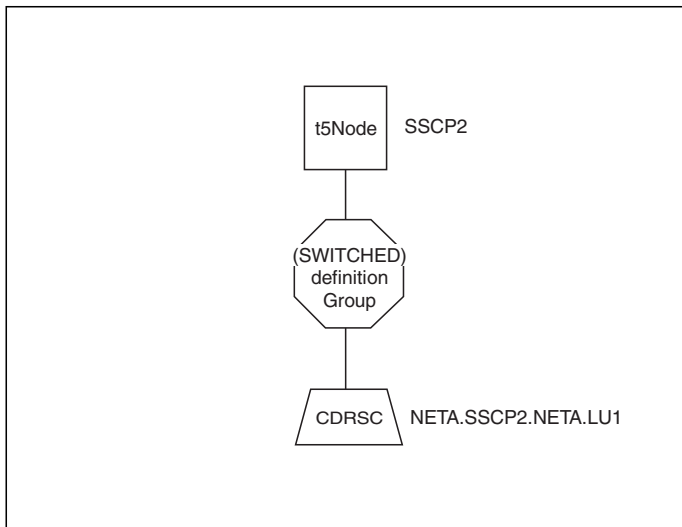 t5Node SSCP2
(SWITCHED)
definition
Group
CDRSC NETA.SSCP2.NETA.LU1